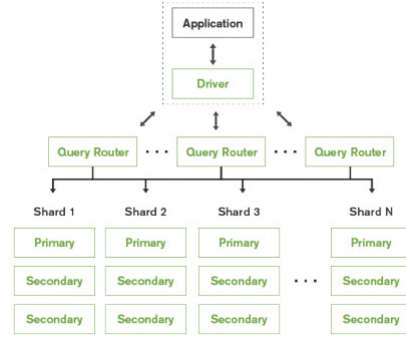 Application
Driver
Query Router ... Query Router ... Query Router
Shard 1 Shard 2 Shard 3 Shard N
Primary Primary Primary Primary
Secondary Secondary Secondary ... Secondary
Secondary Secondary Secondary Secondary